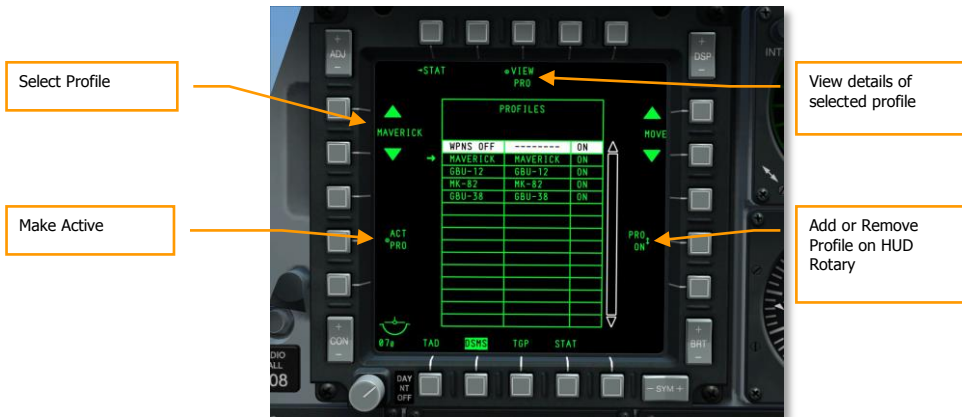 Select Profile
Make Active
View details of
selected profile
Add or Remove
Profile on HUD
Rotary
+
ADJ
-
+
DSP
-
INT
→STAT
VIEW
PRO
PROFILES
MAVERICK
MOVE
WPNS OFF -------- ON
→ MAVERICK MAVERICK ON
GBU-12 GBU-12 ON
MK-82 MK-82 ON
GBU-38 GBU-38 ON
ACT
PRO
PRO
ON
+
CON
-
+
BRT
-
TAD DSMS TGP STAT
DAY
NT
OFF
- SYM +
08